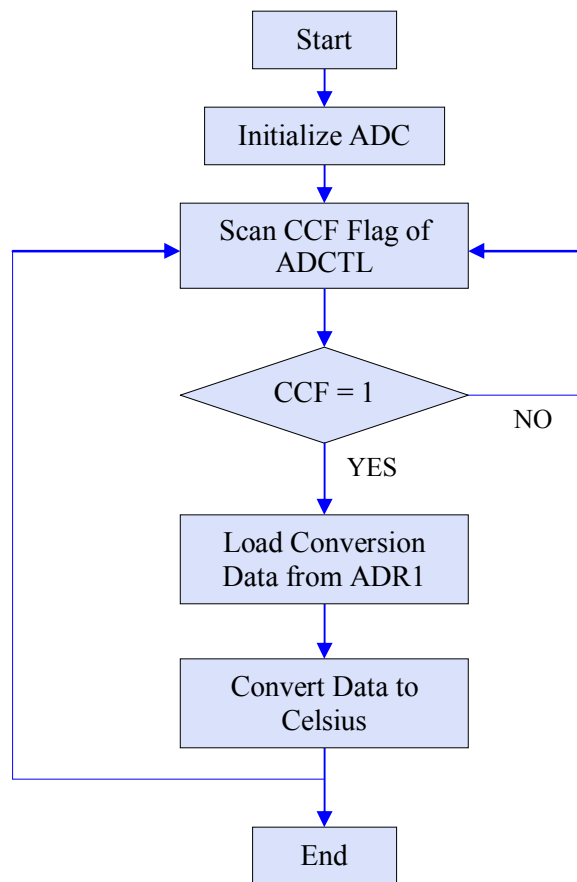 Start
Initialize ADC
Scan CCF Flag of
ADCTL
CCF = 1
NO
YES
Load Conversion
Data from ADR1
Convert Data to
Celsius
End